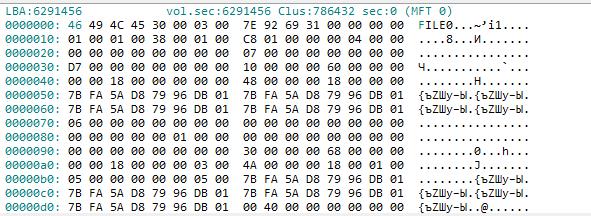 LBA:6291456 vol.sec:6291456 Clus:786432 sec:0 (MFT 0)
0000000: 46 49 4C 45 30 00 03 00 7E 92 69 31 00 00 00 00 FILE0...~’i1....
0000010: 01 00 01 00 38 00 01 00 C8 01 00 00 00 04 00 00 ....8...И.......
0000020: 00 00 00 00 00 00 00 00 07 00 00 00 00 00 00 00 ................
0000030: D7 00 00 00 00 00 00 00 10 00 00 00 60 00 00 00 Ч...........`...
0000040: 00 00 18 00 00 00 00 00 48 00 00 00 18 00 00 00 ........H.......
0000050: 7B FA 5A D8 79 96 DB 01 7B FA 5A D8 79 96 DB 01 {ъZШy–Ы.{ъZШy–Ы.
0000060: 7B FA 5A D8 79 96 DB 01 7B FA 5A D8 79 96 DB 01 {ъZШy–Ы.{ъZШy–Ы.
0000070: 06 00 00 00 00 00 00 00 00 00 00 00 00 00 00 00 ................
0000080: 00 00 00 00 00 01 00 00 00 00 00 00 00 00 00 00 ................
0000090: 00 00 00 00 00 00 00 00 30 00 00 00 68 00 00 00 ........0...h...
00000a0: 00 00 18 00 00 00 03 00 4A 00 00 00 18 00 01 00 ........J.......
00000b0: 05 00 00 00 00 00 05 00 7B FA 5A D8 79 96 DB 01 ........{ъZШy–Ы.
00000c0: 7B FA 5A D8 79 96 DB 01 7B FA 5A D8 79 96 DB 01 {ъZШy–Ы.{ъZШy–Ы.
00000d0: 7B FA 5A D8 79 96 DB 01 00 40 00 00 00 00 00 00 {ъZШy–Ы..@......